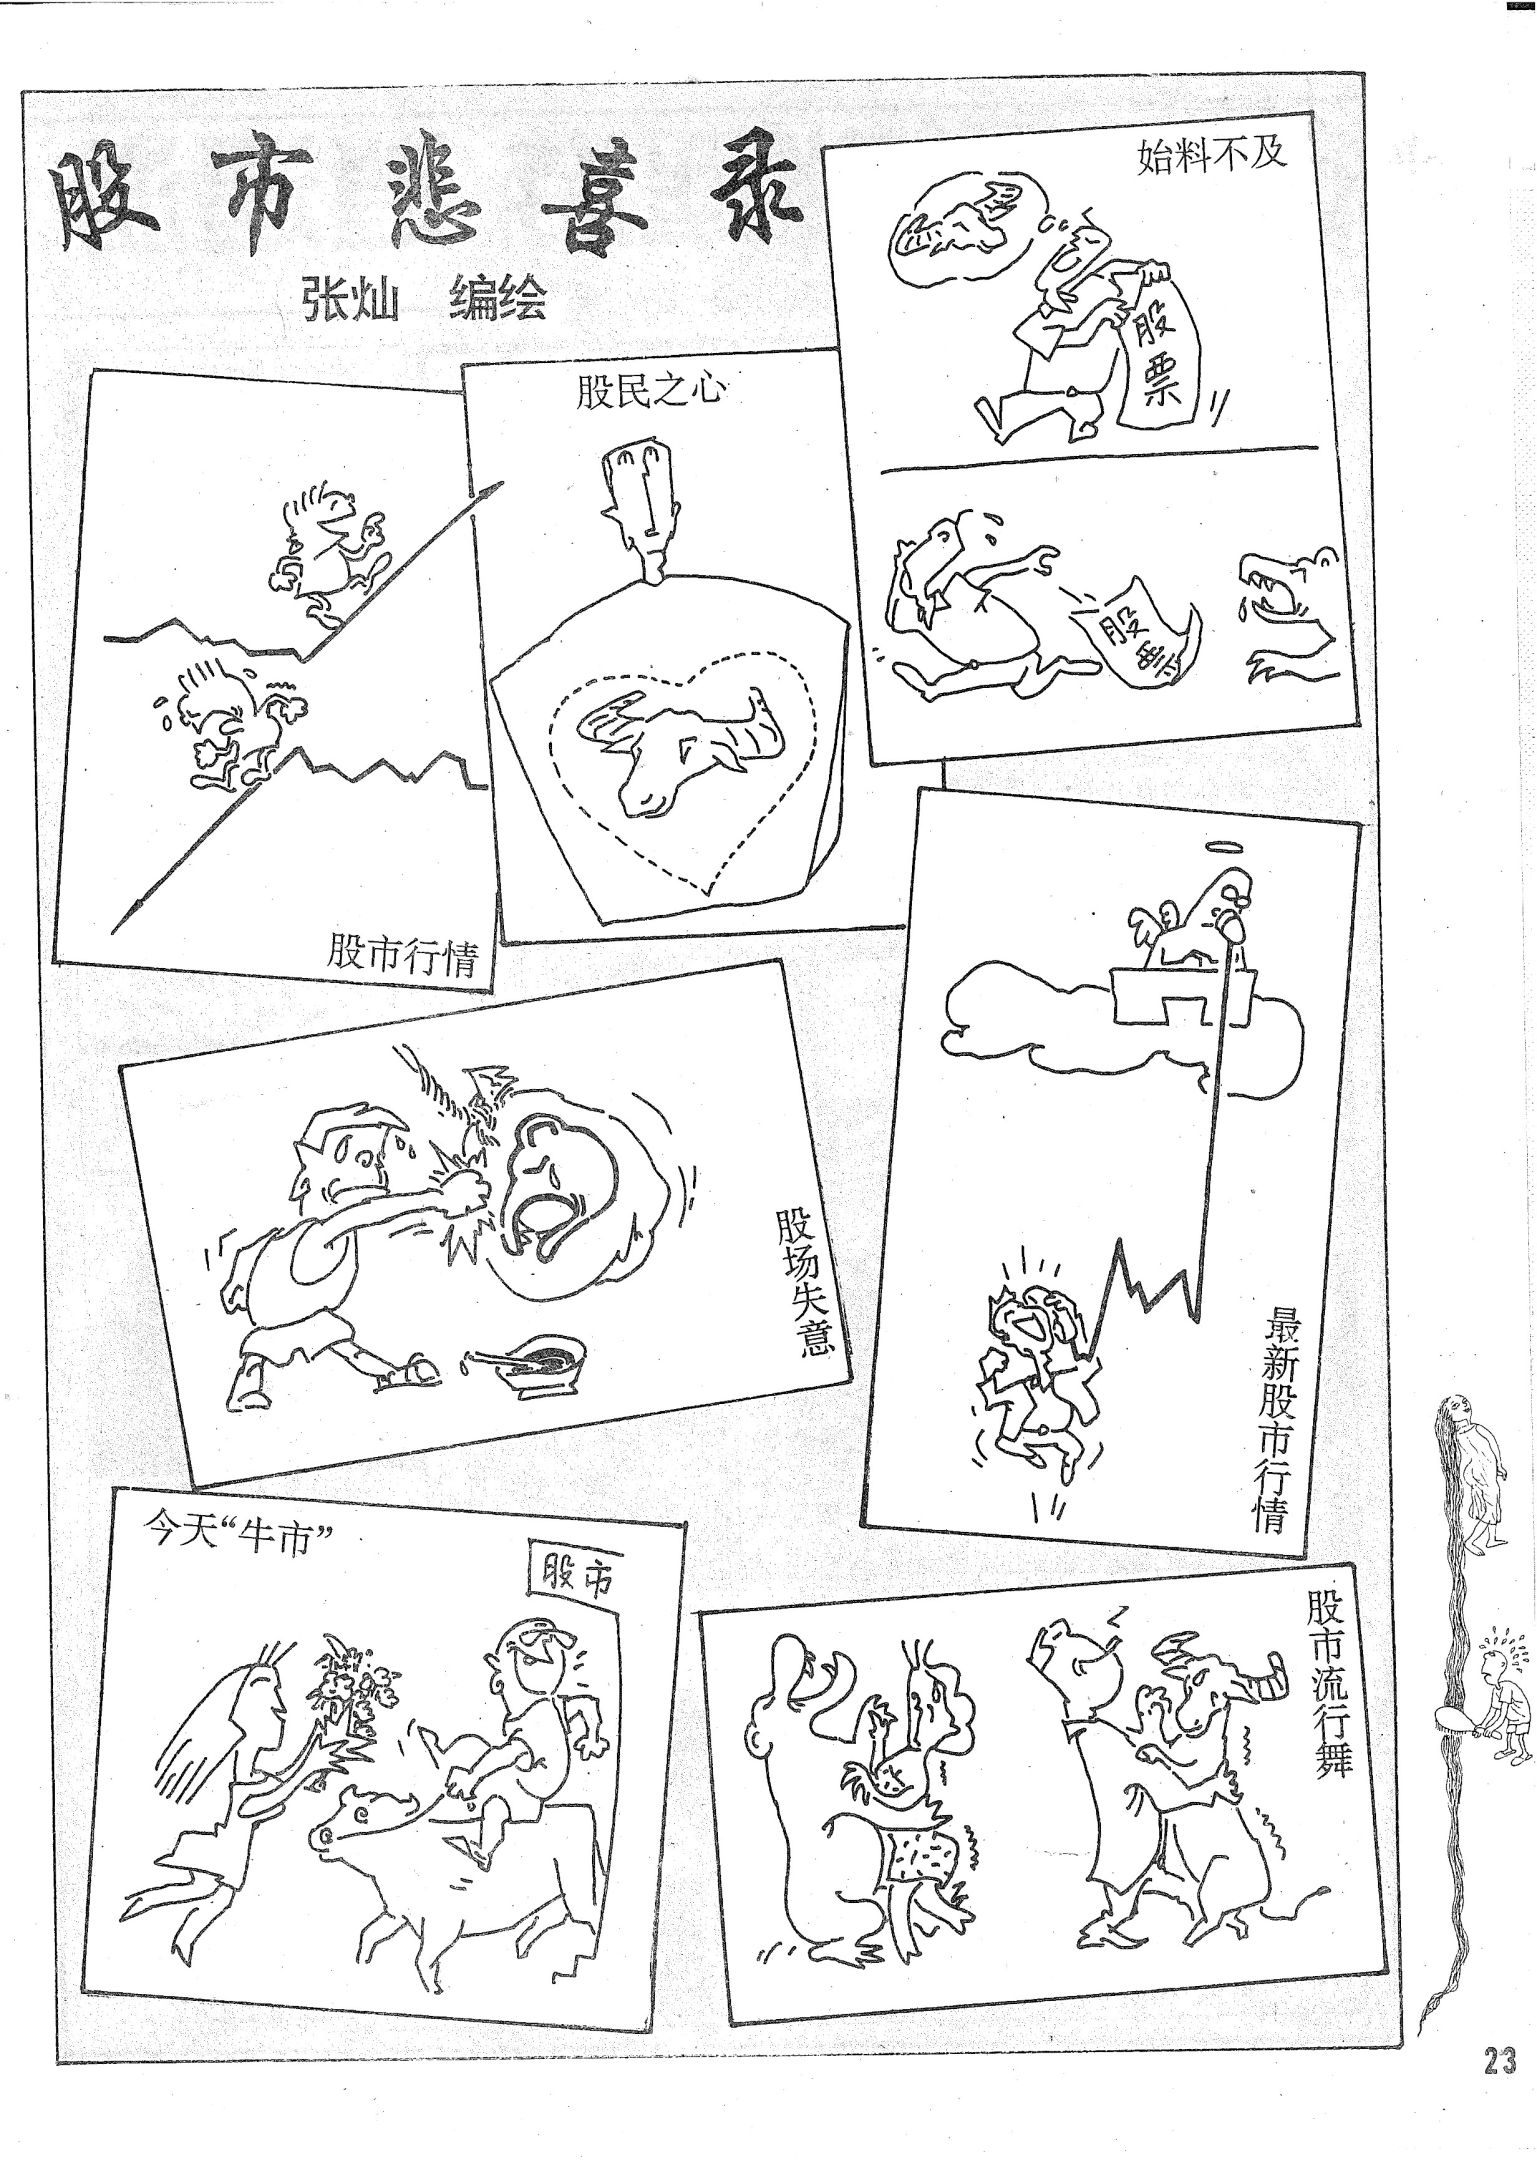 股市悲喜录
张灿 编绘
始料不及
股票
股票
股民之心
股市行情
股场失意
最新股市行情
今天“牛市”
股市
股市流行舞
23